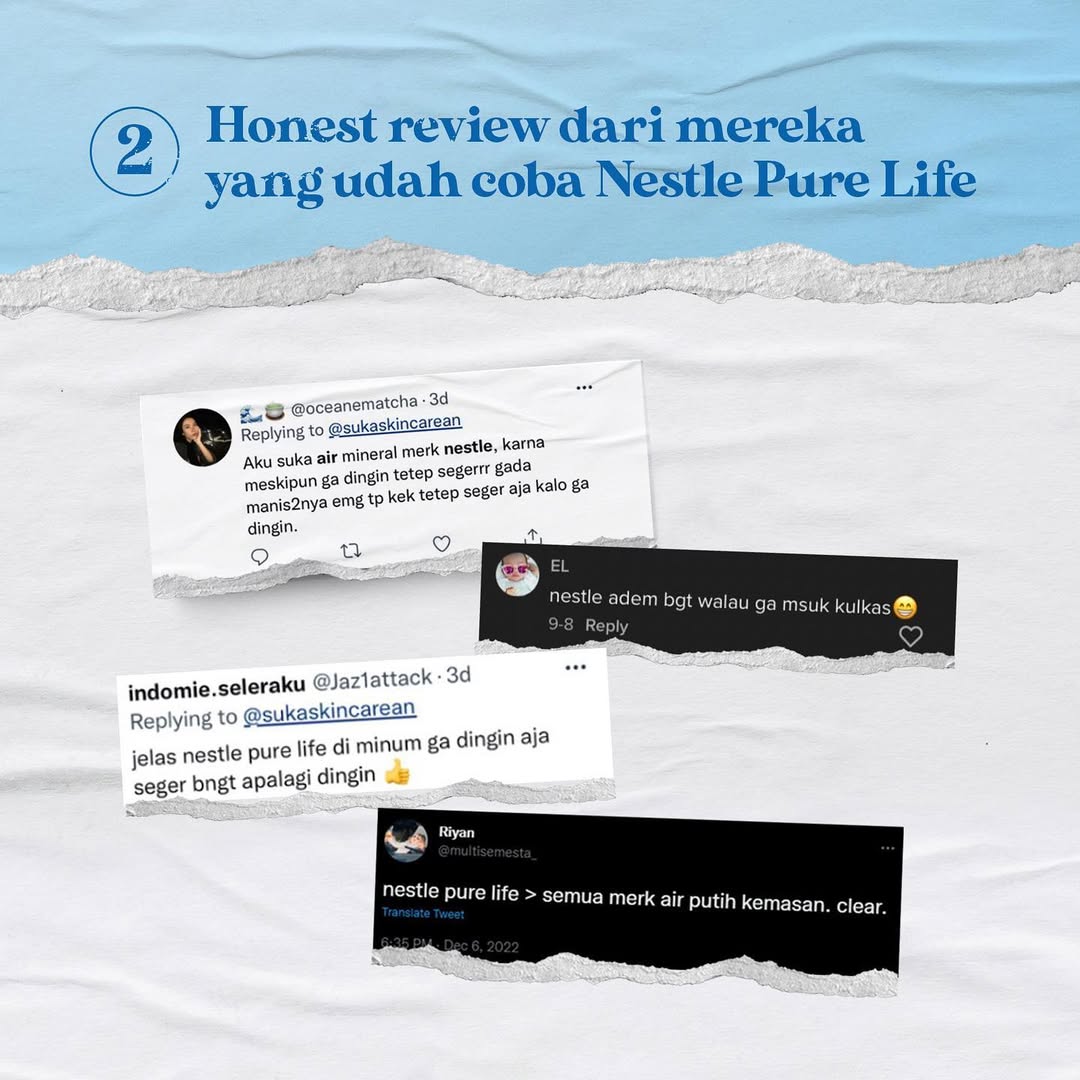 2
Honest review dari mereka
yang udah coba Nestle Pure Life
🌊🍵 @oceanematcha · 3d
Replying to @sukaskincarean
Aku suka air mineral merk nestle, karna
meskipun ga dingin tetep segerrr gada
manis2nya emg tp kek tetep seger aja kalo ga
dingin.
EL
nestle adem bgt walau ga msuk kulkas😁
9-8 Reply
indomie.seleraku @Jaz1attack · 3d
Replying to @sukaskincarean
jelas nestle pure life di minum ga dingin aja
seger bngt apalagi dingin 👍
Riyan
@multisemesta_
nestle pure life > semua merk air putih kemasan. clear.
Translate Tweet
6:35 PM · Dec 6, 2022